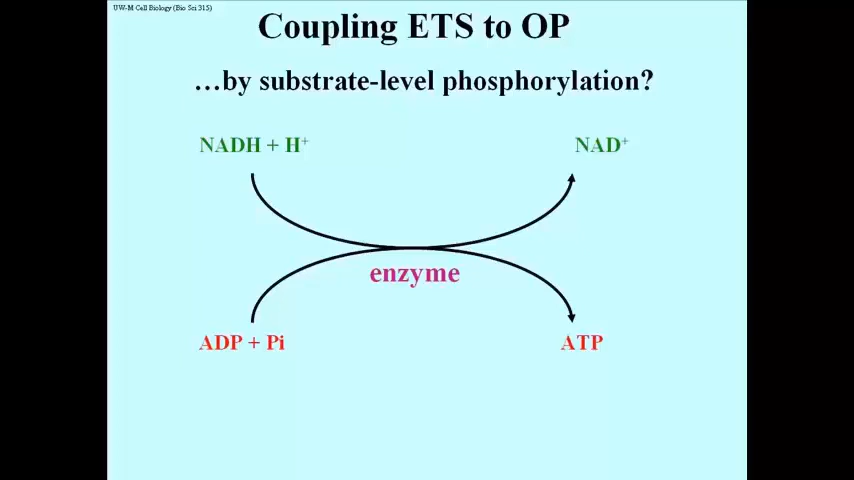 UW-M Cell Biology (Bio Sci 315)
Coupling ETS to OP
…by substrate-level phosphorylation?
NADH + H⁺ NAD⁺
enzyme
ADP + Pi ATP